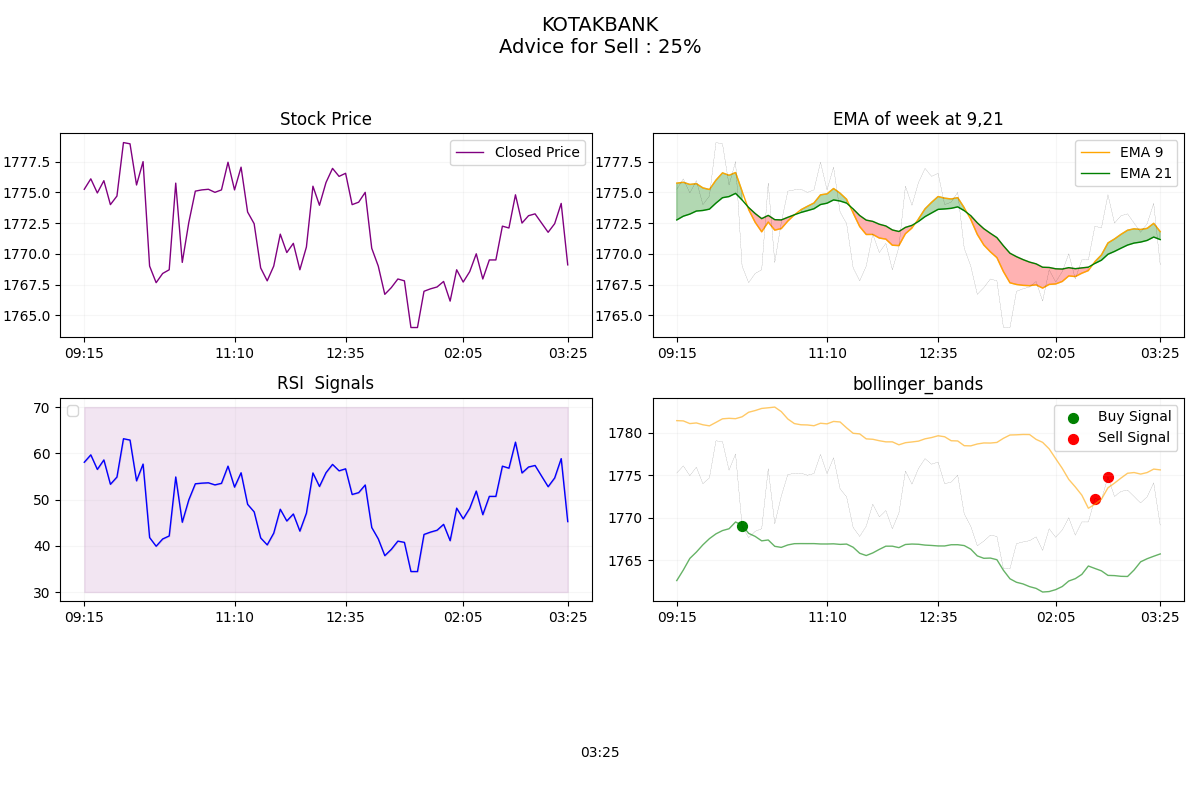 KOTAKBANK
Advice for Sell : 25%
Stock Price
Closed Price
1777.5
1775.0
1772.5
1770.0
1767.5
1765.0
09:15 11:10 12:35 02:05 03:25
EMA of week at 9,21
EMA 9
EMA 21
1777.5
1775.0
1772.5
1770.0
1767.5
1765.0
09:15 11:10 12:35 02:05 03:25
RSI  Signals
70
60
50
40
30
09:15 11:10 12:35 02:05 03:25
bollinger_bands
Buy Signal
Sell Signal
1780
1775
1770
1765
09:15 11:10 12:35 02:05 03:25
03:25